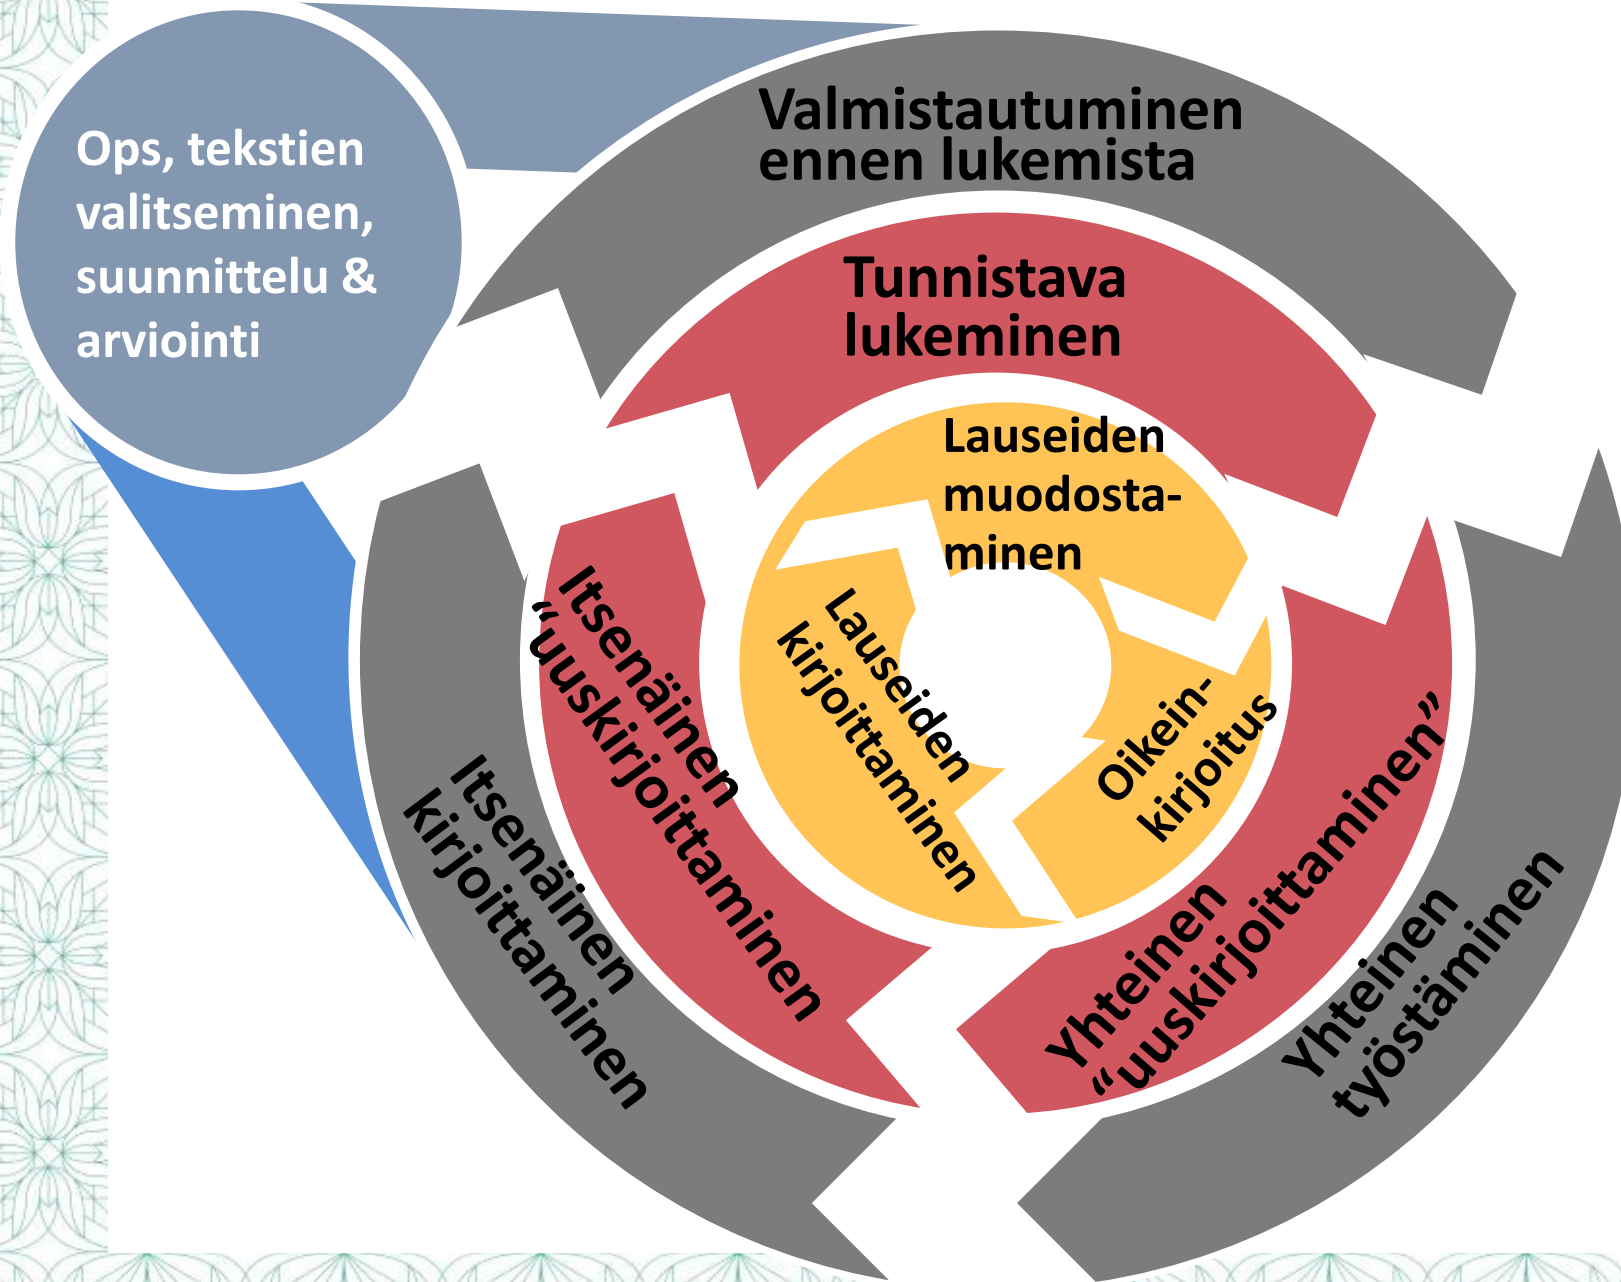 Ops, tekstien
valitseminen,
suunnittelu &
arviointi
Valmistautuminen
ennen lukemista
Tunnistava
lukeminen
Lauseiden
muodosta-
minen
Oikein-
kirjoitus
Lauseiden
kirjoittaminen
Yhteinen
“uuskirjoittaminen”
Itsenäinen
“uuskirjoittaminen
Yhteinen
työstäminen
Itsenäinen
kirjoittaminen